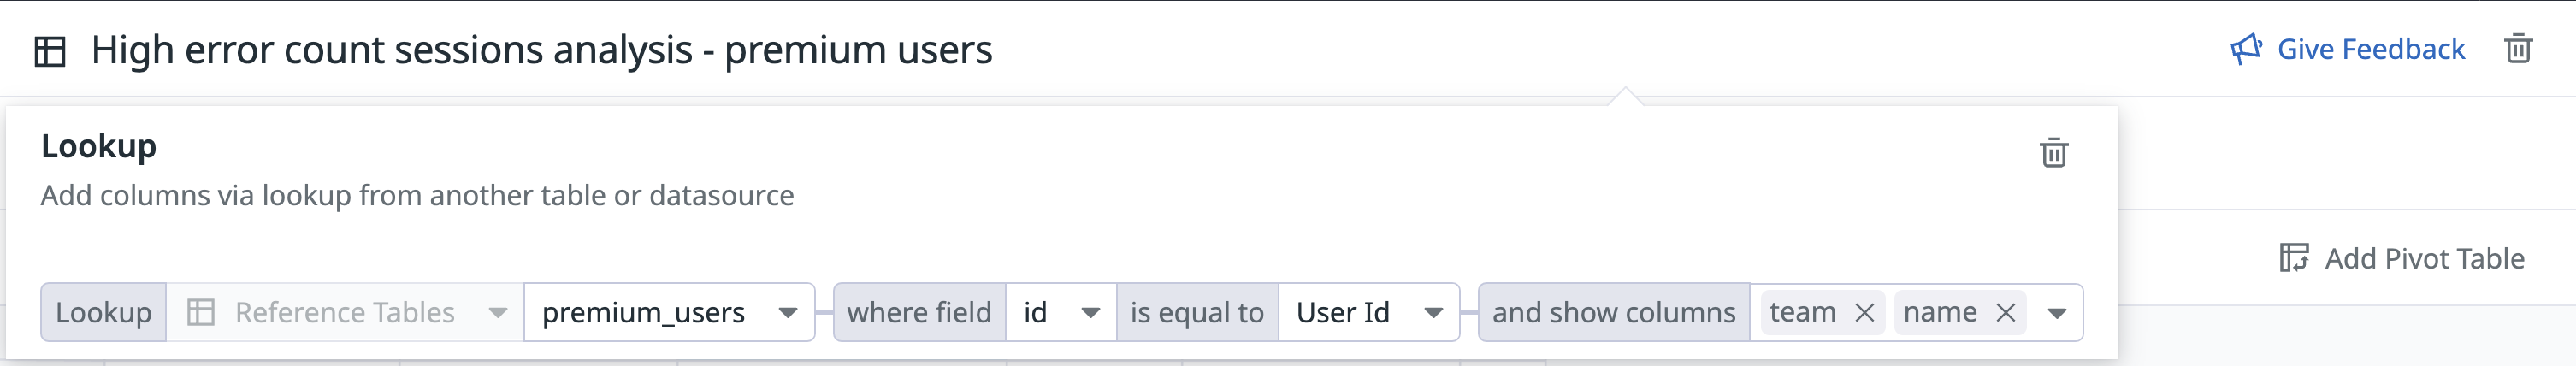 High error count sessions analysis - premium users
Give Feedback
Lookup
Add columns via lookup from another table or datasource
Add Pivot Table
Lookup Reference Tables premium_users where field id is equal to User Id and show columns team name